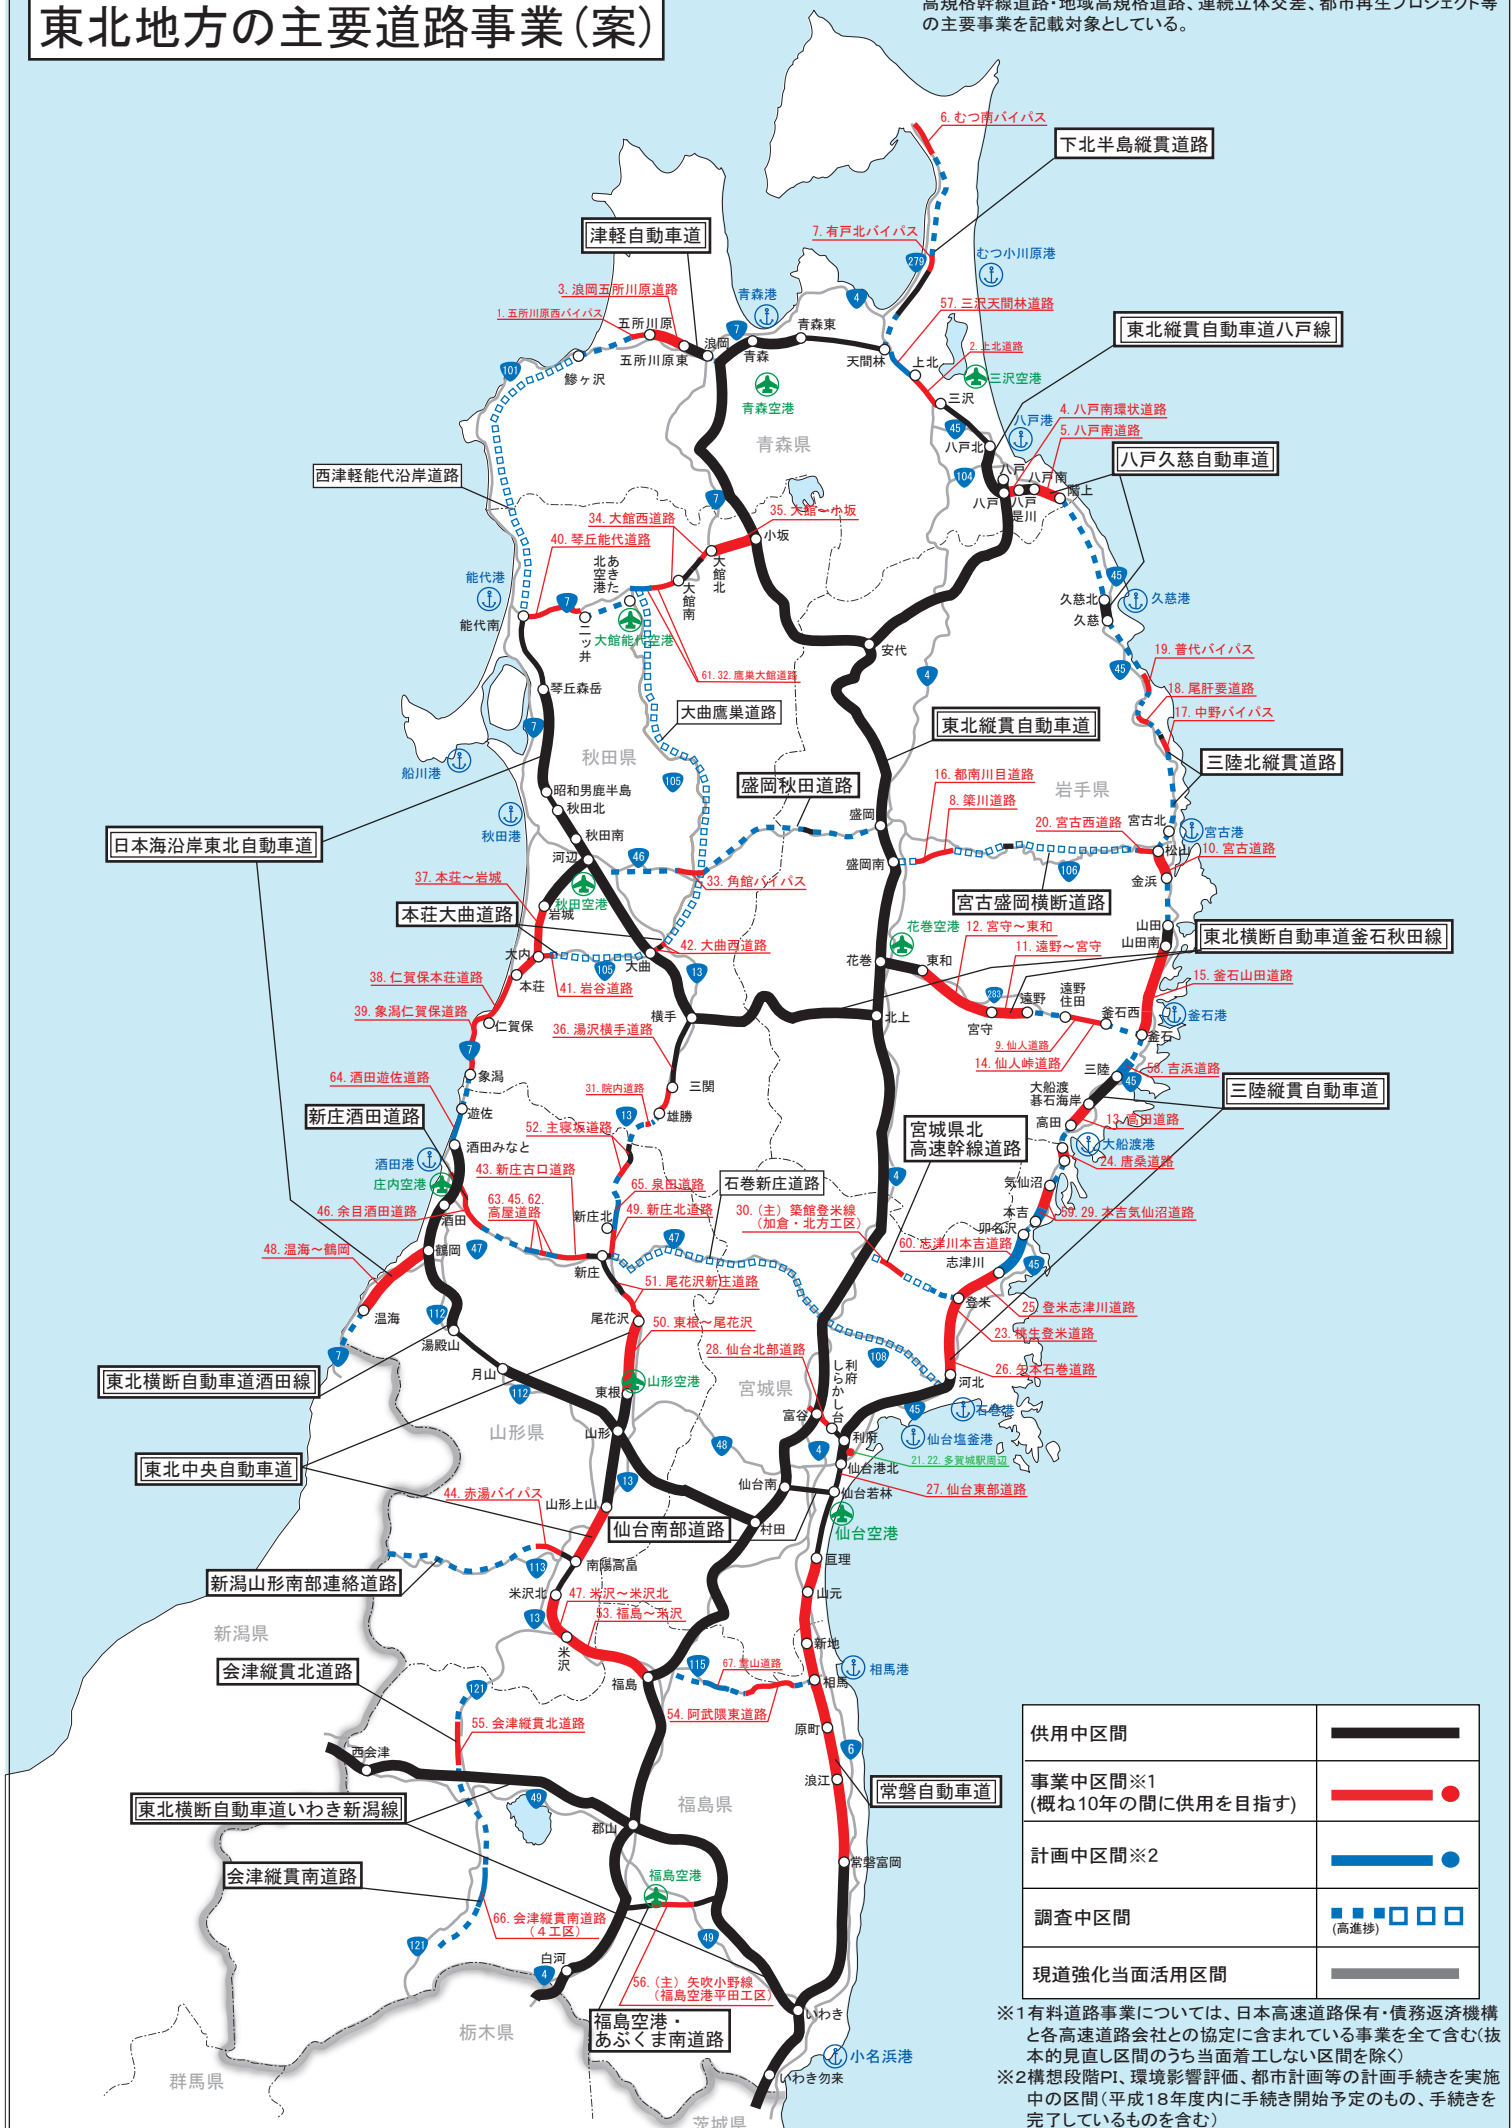 東北地方の主要道路事業（案）
高規格幹線道路・地域高規格道路、連続立体交差、都市再生プロジェクト等
の主要事業を記載対象としている。
6. むつ南バイパス
下北半島縦貫道路
津軽自動車道
7. 有戸北バイパス
279
むつ小川原港
3. 浪岡五所川原道路
青森港
4
57. 三沢天間林道路
1. 五所川原西バイパス
五所川原
7
青森東
東北縦貫自動車道八戸線
浪岡
青森
五所川原東
天間林
2. 上北道路
上北
101
鰺ヶ沢
三沢空港
青森空港
三沢
4. 八戸南環状道路
八戸港
5. 八戸南道路
45
青森県
八戸北
八戸久慈自動車道
西津軽能代沿岸道路
104
八戸
八戸南
階上
八戸
八戸是川
7
35. 大館～小坂
34. 大館西道路
40. 琴丘能代道路
小坂
あきた北空港
大館北
大館南
能代港
45
久慈北
久慈港
7
能代南
二ッ井
久慈
大館能代空港
安代
19. 普代バイパス
45
4
61. 32. 鷹巣大館道路
18. 尾肝要道路
琴丘森岳
大曲鷹巣道路
17. 中野バイパス
東北縦貫自動車道
7
秋田県
三陸北縦貫道路
船川港
105
16. 都南川目道路
盛岡秋田道路
岩手県
昭和男鹿半島
8. 簗川道路
秋田北
盛岡
宮古北
秋田港
20. 宮古西道路
宮古港
秋田南
日本海沿岸東北自動車道
河辺
46
松山
10. 宮古道路
盛岡南
106
37. 本荘～岩城
33. 角館バイパス
金浜
秋田空港
宮古盛岡横断道路
本荘大曲道路
岩城
花巻空港
12. 宮守～東和
山田
42. 大曲西道路
11. 遠野～宮守
山田南
東北横断自動車道釜石秋田線
大内
大曲
花巻
東和
105
13
38. 仁賀保本荘道路
本荘
41. 岩谷道路
15. 釜石山田道路
283
遠野
遠野住田
39. 象潟仁賀保道路
仁賀保
横手
北上
宮守
釜石西
釜石港
36. 湯沢横手道路
釜石
9. 仙人道路
7
14. 仙人峠道路
64. 酒田遊佐道路
象潟
三陸
58. 吉浜道路
31. 院内道路
三関
45
大船渡碁石海岸
三陸縦貫自動車道
新庄酒田道路
遊佐
13
雄勝
高田
13. 高田道路
52. 主寝坂道路
宮城県北
高速幹線道路
酒田みなと
大船渡港
酒田港
43. 新庄古口道路
24. 唐桑道路
庄内空港
65. 泉田道路
石巻新庄道路
4
気仙沼
63. 45. 62.
高屋道路
46. 余目酒田道路
酒田
新庄北
49. 新庄北道路
30.（主）築館登米線
（加倉・北方工区）
本吉
59. 29. 本吉気仙沼道路
卯名沢
47
47
60. 志津川本吉道路
48. 温海～鶴岡
鶴岡
志津川
45
新庄
51. 尾花沢新庄道路
温海
112
尾花沢
登米
25. 登米志津川道路
50. 東根～尾花沢
23. 桃生登米道路
湯殿山
28. 仙台北部道路
108
7
26. 矢本石巻道路
東北横断自動車道酒田線
月山
山形空港
利府しらかし台
河北
112
東根
宮城県
富谷
45
石巻港
山形県
山形
利府
仙台塩釜港
48
4
東北中央自動車道
21. 22. 多賀城駅周辺
仙台港北
13
仙台南
27. 仙台東部道路
44. 赤湯バイパス
山形上山
仙台若林
仙台南部道路
村田
仙台空港
113
南陽高畠
亘理
新潟山形南部連絡道路
米沢北
47. 米沢～米沢北
山元
13
53. 福島～米沢
新潟県
米沢
新地
会津縦貫北道路
115
67. 霊山道路
相馬港
福島
相馬
121
54. 阿武隈東道路
55. 会津縦貫北道路
原町
6
西会津
浪江
常磐自動車道
東北横断自動車道いわき新潟線
49
福島県
郡山
会津縦貫南道路
常磐富岡
福島空港
66. 会津縦貫南道路
（4工区）
49
121
白河
4
56.（主）矢吹小野線
（福島空港平田工区）
福島空港・
あぶくま南道路
いわき
栃木県
小名浜港
群馬県
いわき勿来
茨城県
供用中区間
事業中区間※1
(概ね10年の間に供用を目指す)
計画中区間※2
調査中区間
(高進捗)
現道強化当面活用区間
※1有料道路事業については、日本高速道路保有・債務返済機構
と各高速道路会社との協定に含まれている事業を全て含む(抜
本的見直し区間のうち当面着工しない区間を除く)
※2構想段階PI、環境影響評価、都市計画等の計画手続きを実施
中の区間（平成18年度内に手続き開始予定のもの、手続きを
完了しているものを含む）